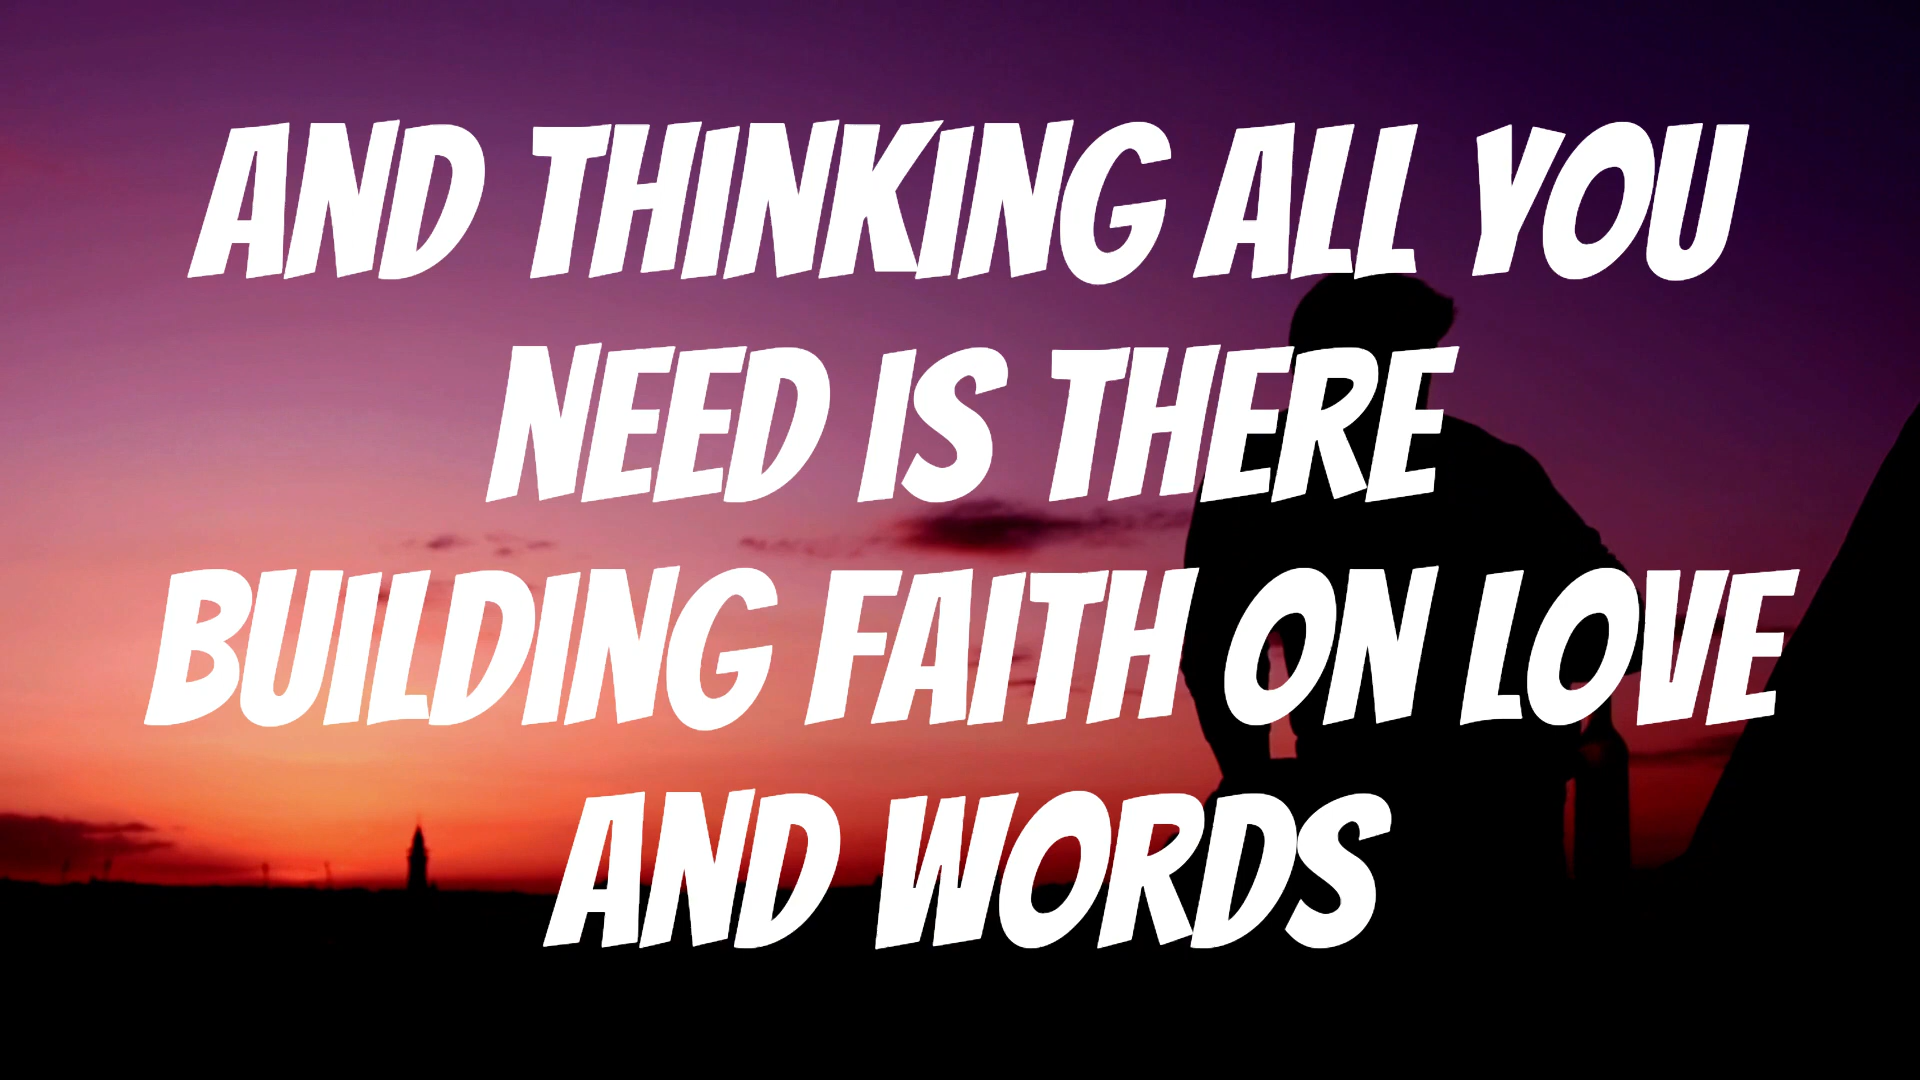 AND THINKING ALL YOU
NEED IS THERE
BUILDING FAITH ON LOVE
AND WORDS